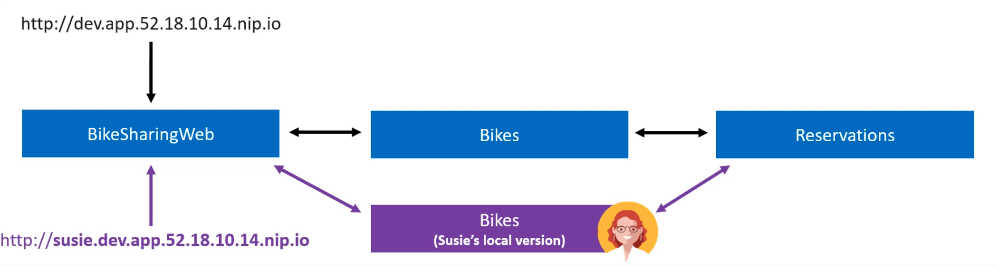 http://dev.app.52.18.10.14.nip.io
BikeSharingWeb
Bikes
Reservations
Bikes
(Susie's local version)
http://susie.dev.app.52.18.10.14.nip.io